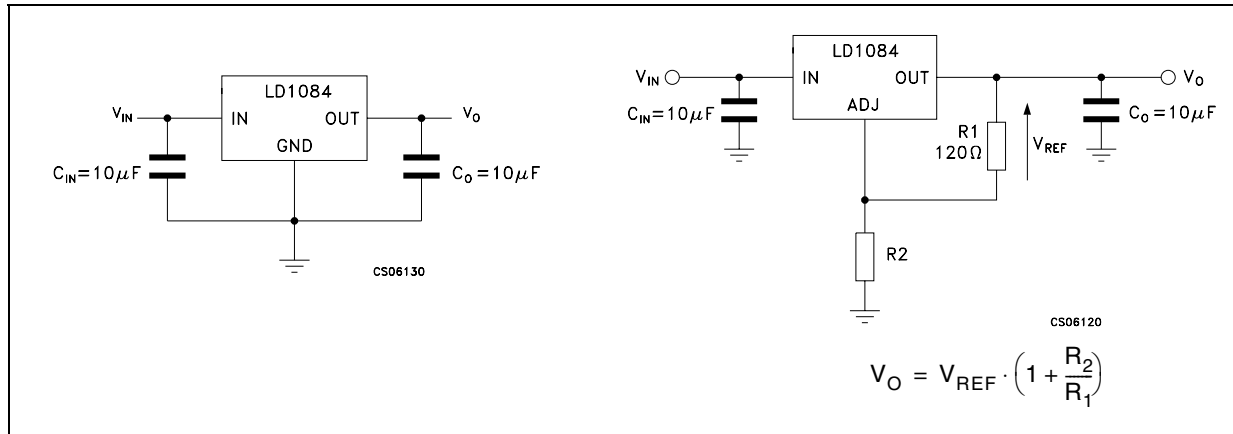 LD1084
V_IN
IN
OUT
V_O
GND
C_IN=10μF
C_O=10μF
CS06130
LD1084
V_IN
IN
OUT
V_O
ADJ
C_IN=10μF
R1
120Ω
V_REF
C_O=10μF
R2
CS06120
V_O = V_REF · (1 + R_2/R_1)